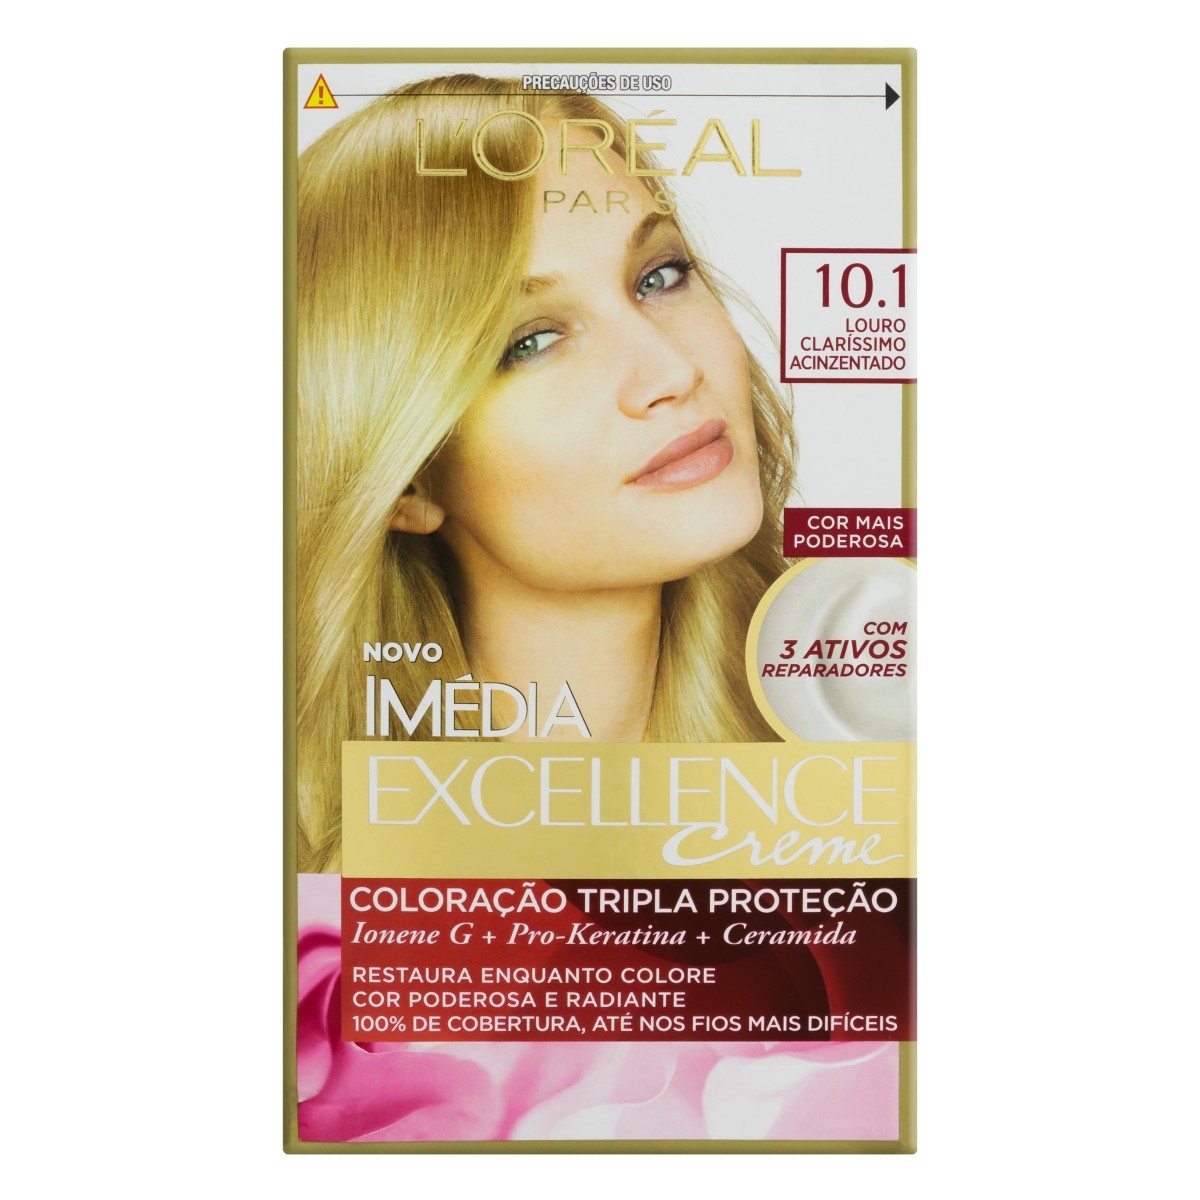 PRECAUÇÕES DE USO
L'ORÉAL
PARIS
10.1
LOURO
CLARÍSSIMO
ACINZENTADO
COR MAIS
PODEROSA
COM
3 ATIVOS
REPARADORES
NOVO
IMÉDIA
EXCELLENCE
Creme
COLORAÇÃO TRIPLA PROTEÇÃO
Ionene G + Pro-Keratina + Ceramida
RESTAURA ENQUANTO COLORE
COR PODEROSA E RADIANTE
100% DE COBERTURA, ATÉ NOS FIOS MAIS DIFÍCEIS